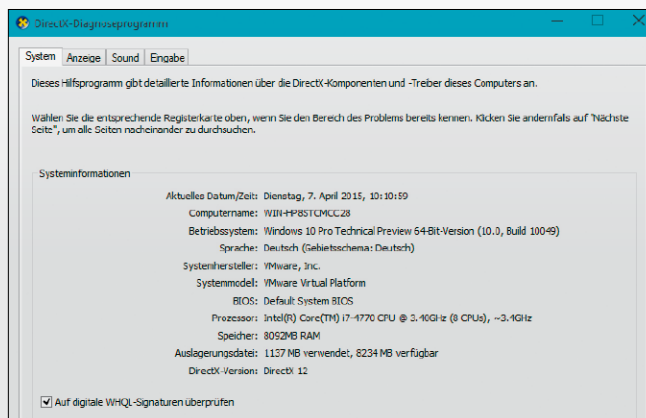 DirectX-Diagnoseprogramm
System Anzeige Sound Eingabe
Dieses Hilfsprogramm gibt detaillierte Informationen über die DirectX-Komponenten und -Treiber dieses Computers an.
Wählen Sie die entsprechende Registerkarte oben, wenn Sie den Bereich des Problems bereits kennen. Klicken Sie andernfalls auf "Nächste
Seite", um alle Seiten nacheinander zu durchsuchen.
Systeminformationen
Aktuelles Datum/Zeit: Dienstag, 7. April 2015, 10:10:59
Computername: WIN-HP8STCMCC28
Betriebssystem: Windows 10 Pro Technical Preview 64-Bit-Version (10.0, Build 10049)
Sprache: Deutsch (Gebietsschema: Deutsch)
Systemhersteller: VMware, Inc.
Systemmodell: VMware Virtual Platform
BIOS: Default System BIOS
Prozessor: Intel(R) Core(TM) i7-4770 CPU @ 3.40GHz (8 CPUs), ~3.4GHz
Speicher: 8092MB RAM
Auslagerungsdatei: 1137 MB verwendet, 8234 MB verfügbar
DirectX-Version: DirectX 12
Auf digitale WHQL-Signaturen überprüfen